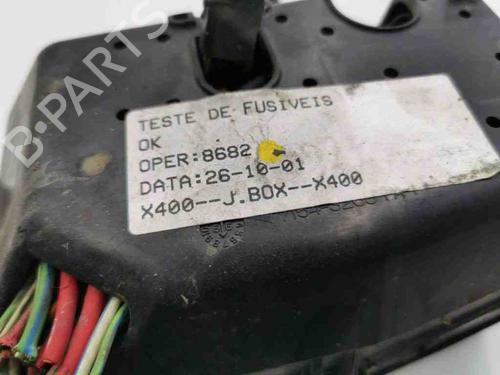 TESTE DE FUSIVEIS
OK
OPER:8682
DATA:26-10-01
X400--J.BOX--X400
B-PARTS